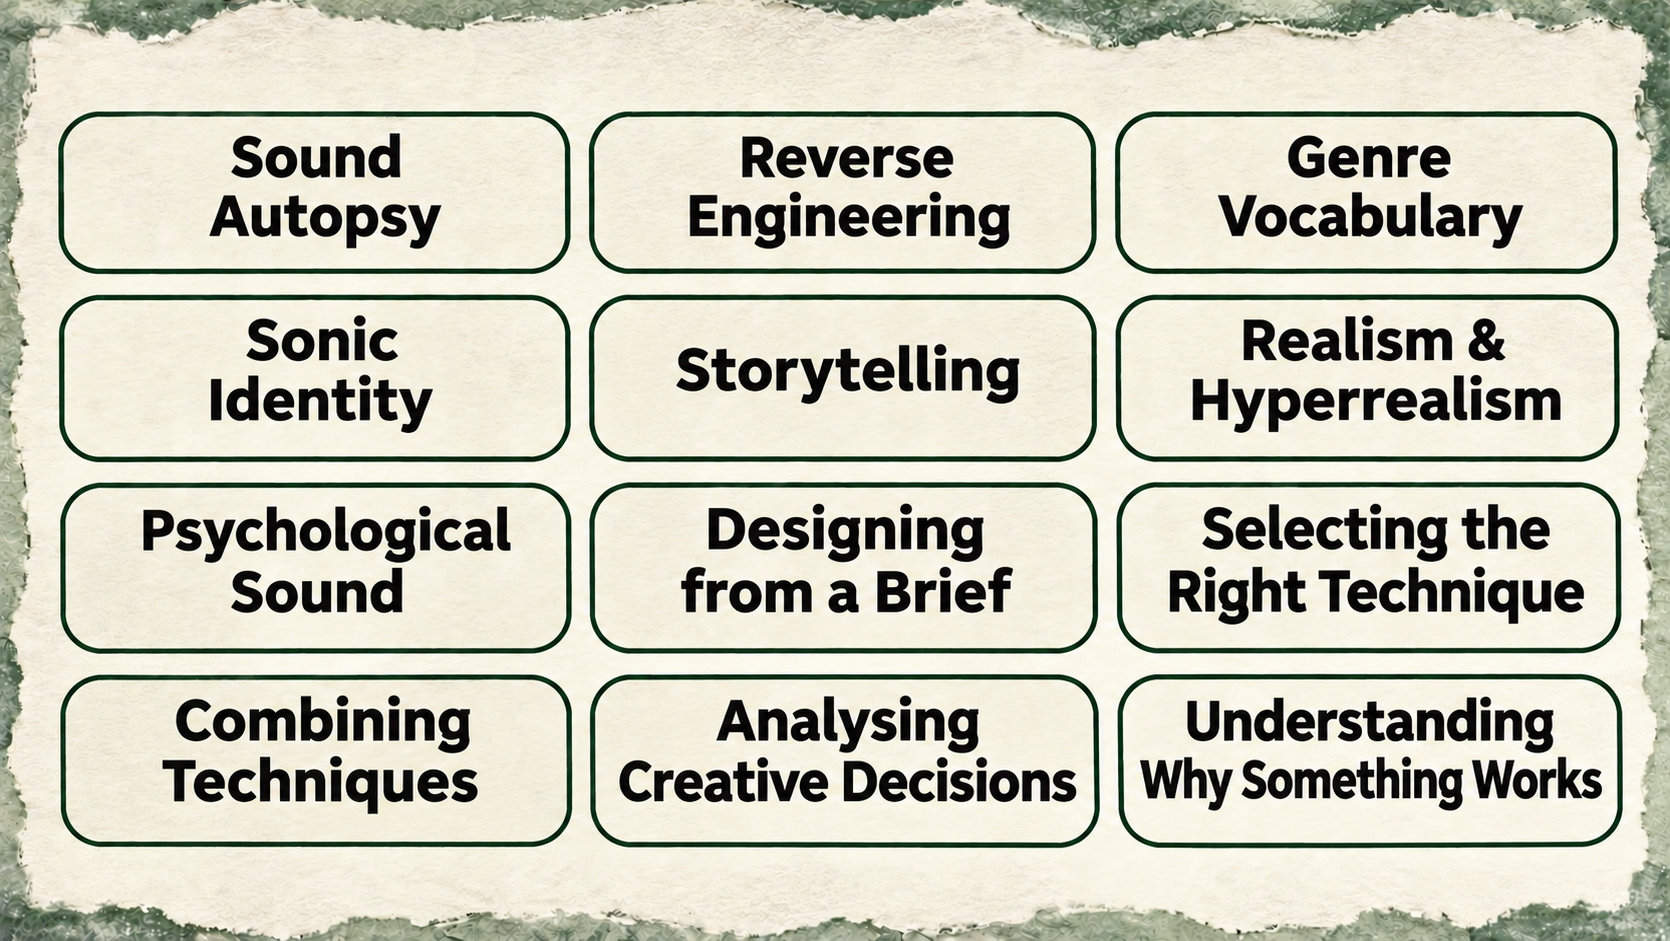 Sound
Autopsy
Reverse
Engineering
Genre
Vocabulary
Sonic
Identity
Storytelling
Realism &
Hyperrealism
Psychological
Sound
Designing
from a Brief
Selecting the
Right Technique
Combining
Techniques
Analysing
Creative Decisions
Understanding
Why Something Works